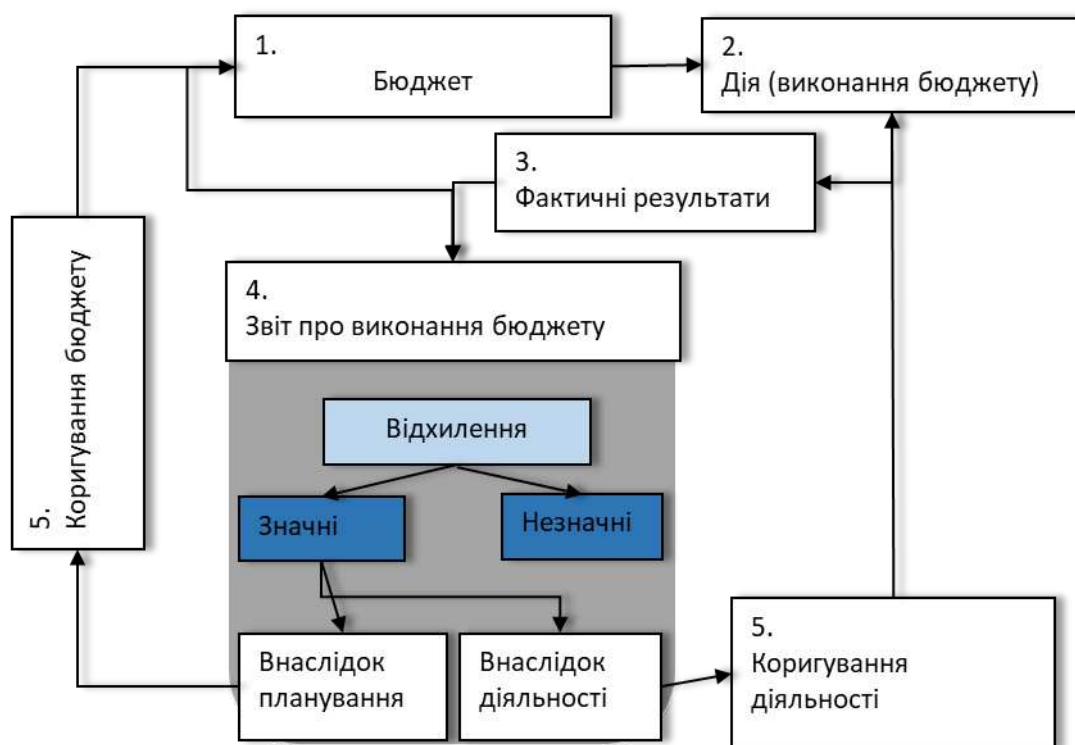 1.
Бюджет
2.
Дія (виконання бюджету)
3.
Фактичні результати
4.
Звіт про виконання бюджету
Відхилення
Значні
Незначні
Внаслідок
планування
Внаслідок
діяльності
5.
Коригування бюджету
5.
Коригування
діяльності